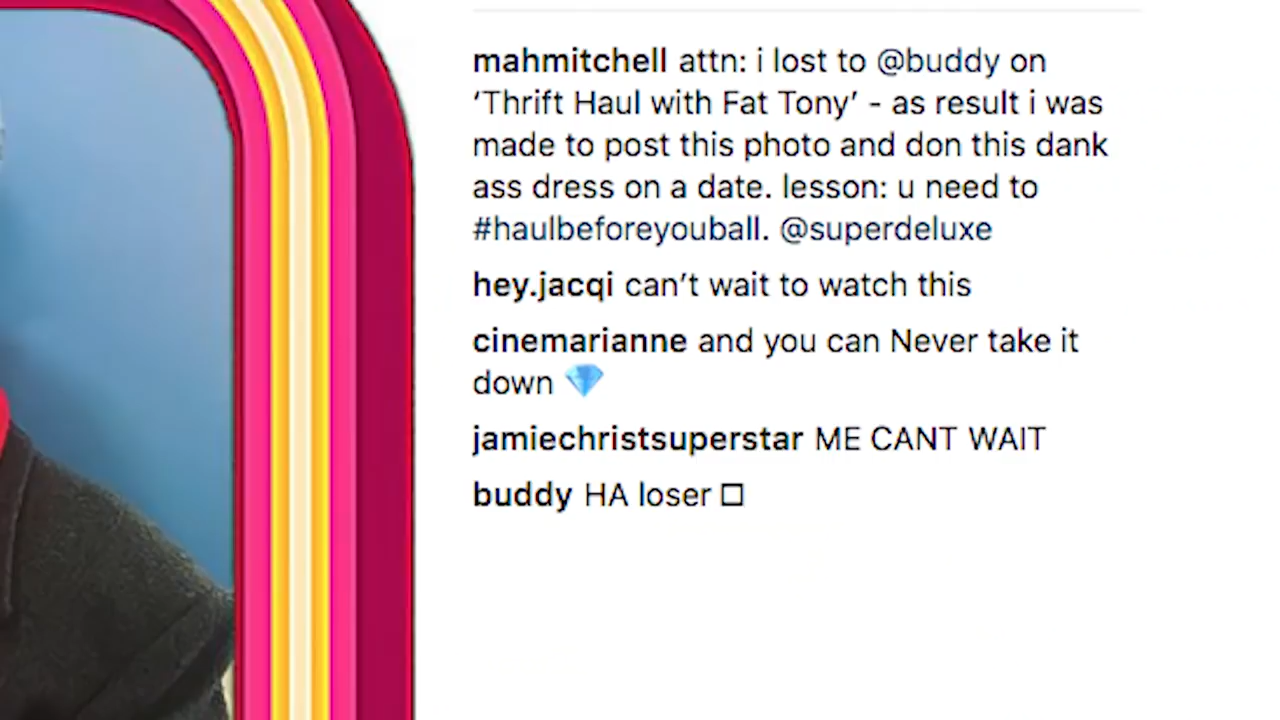 mahmitchell attn: i lost to @buddy on
‘Thrift Haul with Fat Tony’ - as result i was
made to post this photo and don this dank
ass dress on a date. lesson: u need to
#haulbeforeyouball. @superdeluxe
hey.jacqi can’t wait to watch this
cinemarianne and you can Never take it
down 💎
jamiechristsuperstar ME CANT WAIT
buddy HA loser □